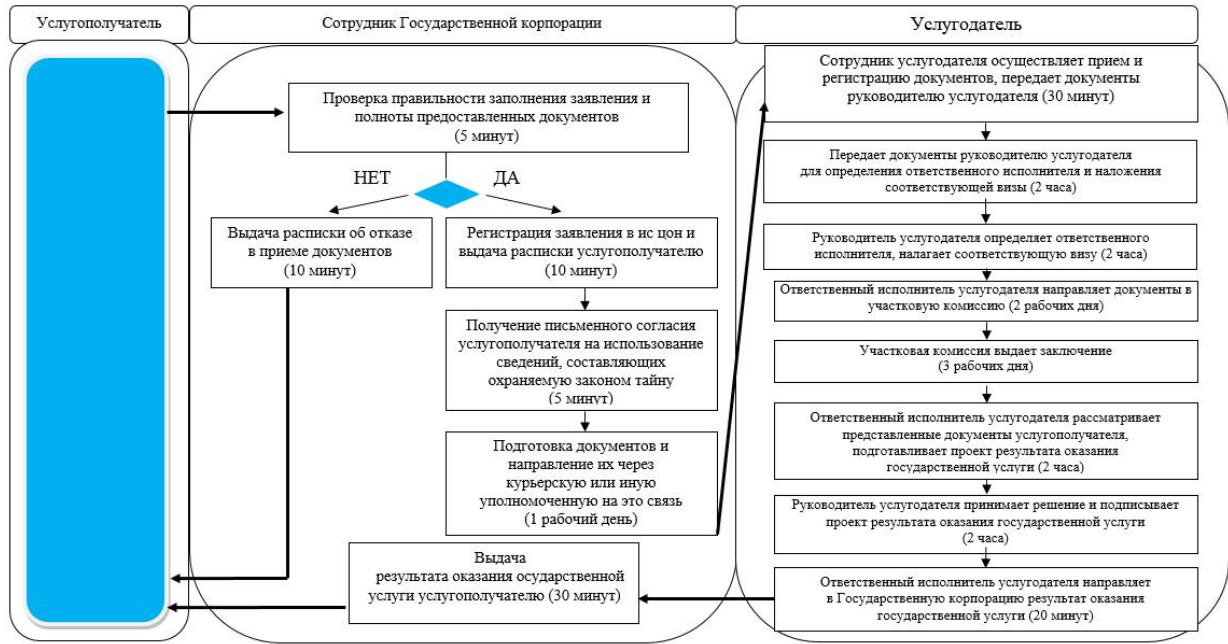 Услугополучатель
Сотрудник Государственной корпорации
Услугодатель
Проверка правильности заполнения заявления и
полноты предоставленных документов
(5 минут)
НЕТ
ДА
Выдача расписки об отказе
в приеме документов
(10 минут)
Регистрация заявления в ис цон и
выдача расписки услугополучателю
(10 минут)
Получение письменного согласия
услугополучателя на использование
сведений, составляющих
охраняемую законом тайну
(5 минут)
Подготовка документов и
направление их через
курьерскую или иную
уполномоченную на это связь
(1 рабочий день)
Выдача
результата оказания осударственной
услуги услугополучателю (30 минут)
Сотрудник услугодателя осуществляет прием и
регистрацию документов, передает документы
руководителю услугодателя (30 минут)
Передает документы руководителю услугодателя
для определения ответственного исполнителя и наложения
соответствующей визы (2 часа)
Руководитель услугодателя определяет ответственного
исполнителя, налагает соответствующую визу (2 часа)
Ответственный исполнитель услугодателя направляет документы в
участковую комиссию (2 рабочих дня)
Участковая комиссия выдает заключение
(3 рабочих дня)
Ответственный исполнитель услугодателя рассматривает
представленные документы услугополучателя,
подготавливает проект результата оказания
государственной услуги (2 часа)
Руководитель услугодателя принимает решение и подписывает
проект результата оказания государственной услуги
(2 часа)
Ответственный исполнитель услугодателя направляет
в Государственную корпорацию результат оказания
государственной услуги (20 минут)